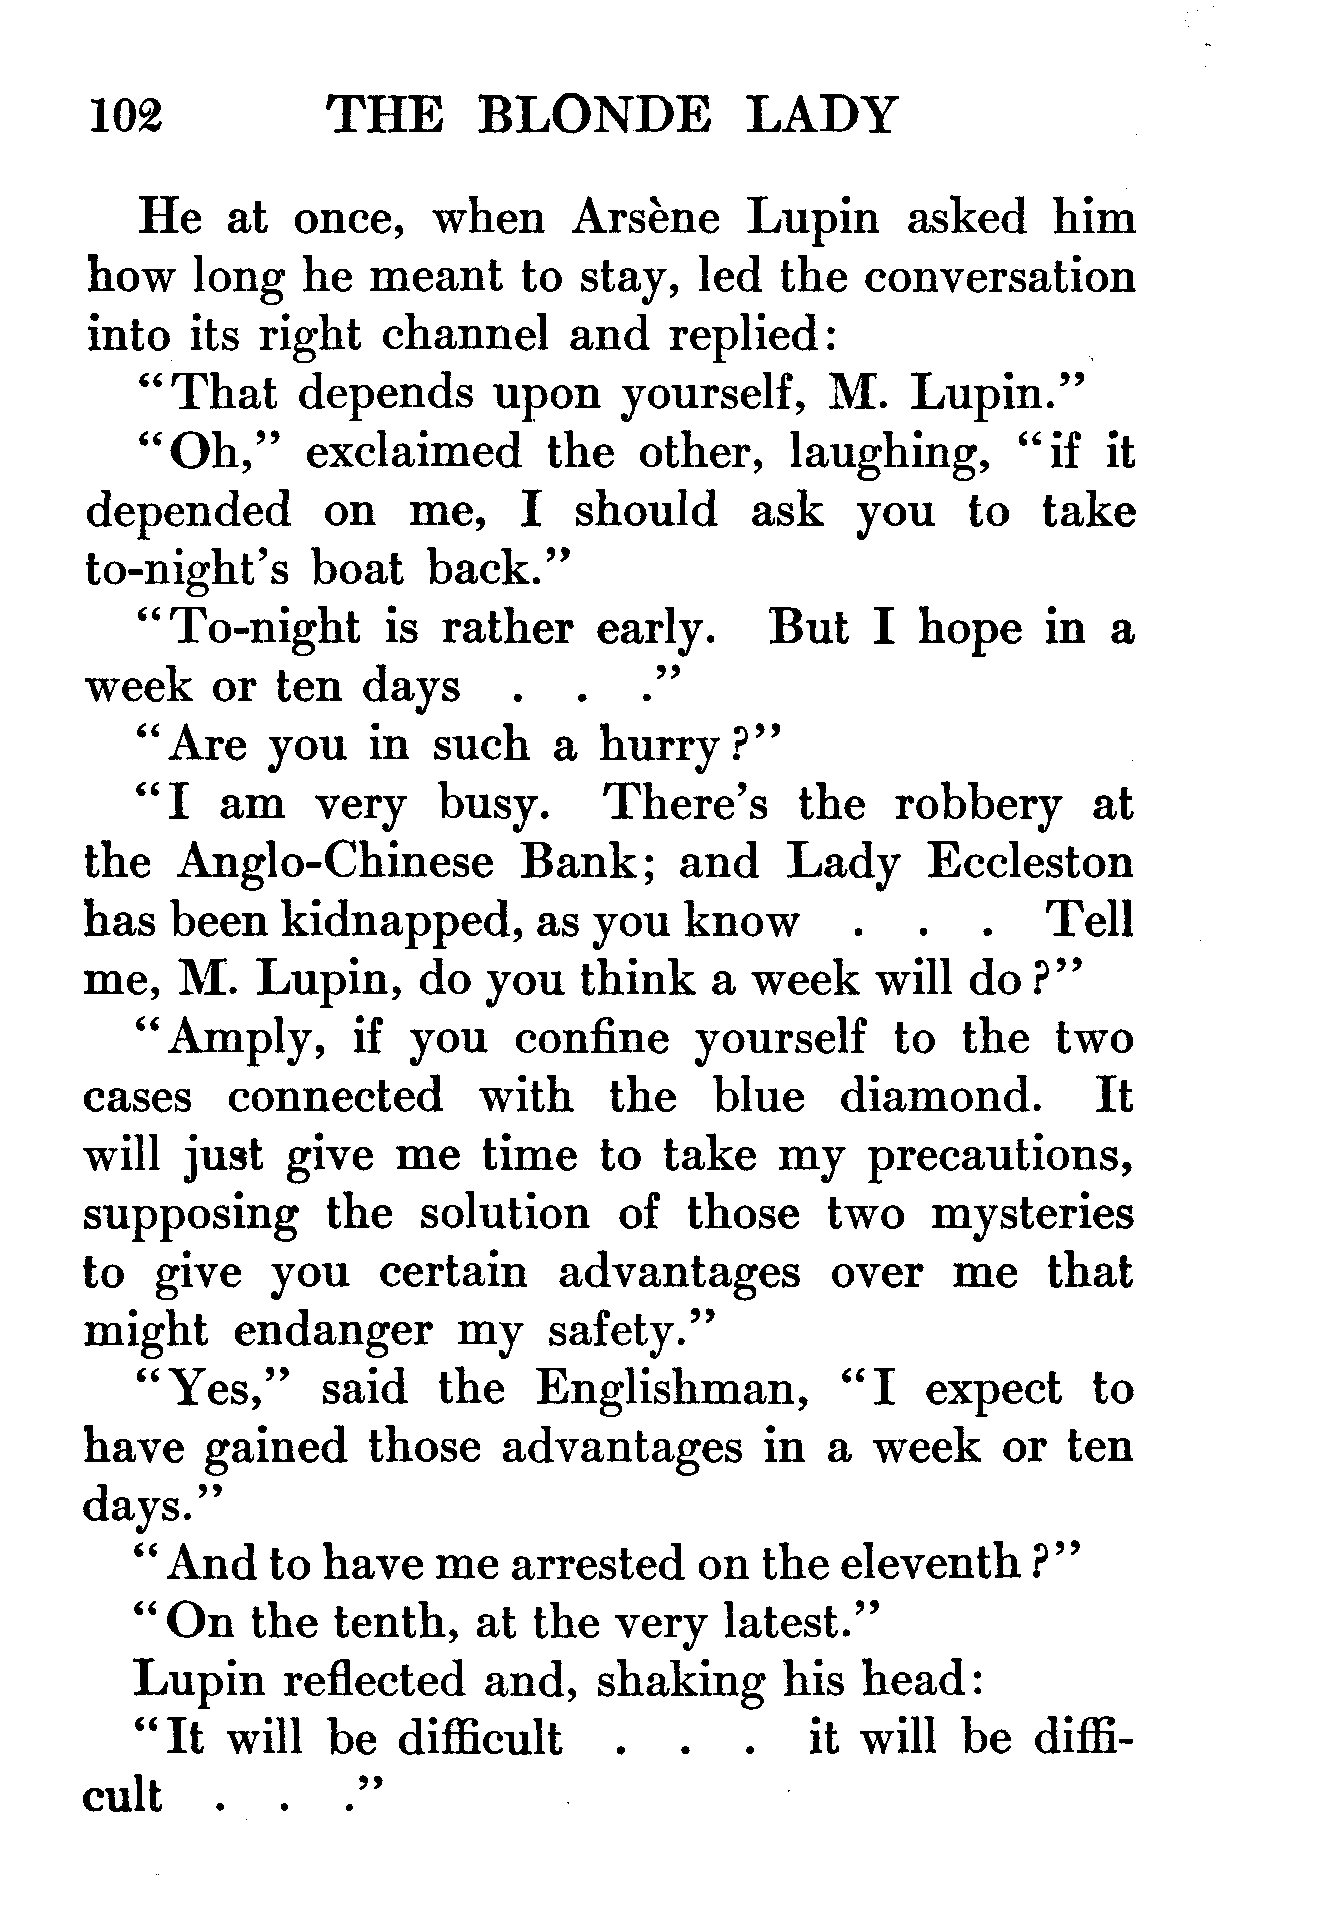 102 THE BLONDE LADY
He at once, when Arsène Lupin asked him
how long he meant to stay, led the conversation
into its right channel and replied:
“That depends upon yourself, M. Lupin.”
“Oh,” exclaimed the other, laughing, “if it
depended on me, I should ask you to take
to-night’s boat back.”
“To-night is rather early. But I hope in a
week or ten days . . .”
“Are you in such a hurry?”
“I am very busy. There’s the robbery at
the Anglo-Chinese Bank; and Lady Eccleston
has been kidnapped, as you know . . . Tell
me, M. Lupin, do you think a week will do?”
“Amply, if you confine yourself to the two
cases connected with the blue diamond. It
will just give me time to take my precautions,
supposing the solution of those two mysteries
to give you certain advantages over me that
might endanger my safety.”
“Yes,” said the Englishman, “I expect to
have gained those advantages in a week or ten
days.”
“And to have me arrested on the eleventh?”
“On the tenth, at the very latest.”
Lupin reflected and, shaking his head:
“It will be difficult . . . it will be diffi-
cult . . .”